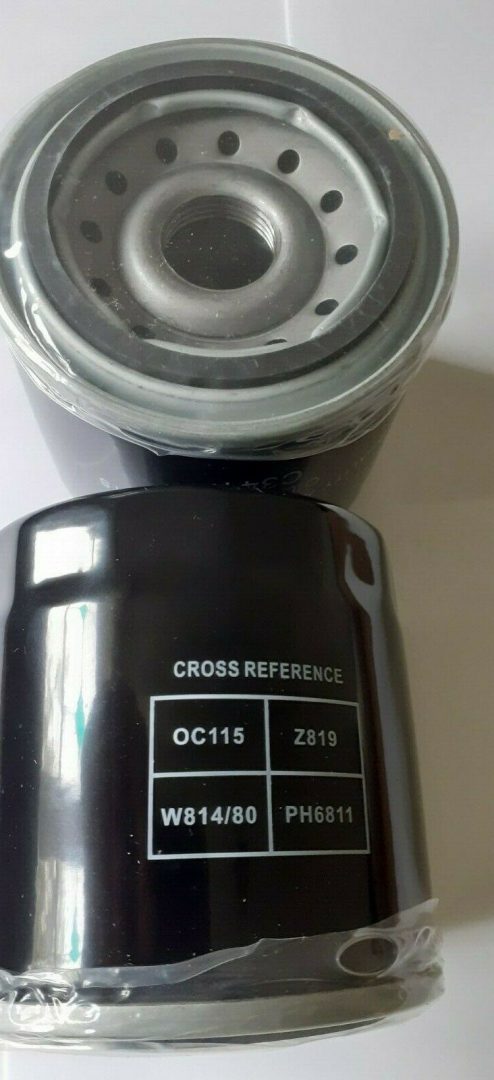 CROSS REFERENCE
OC115 Z819
W814/80 PH6811